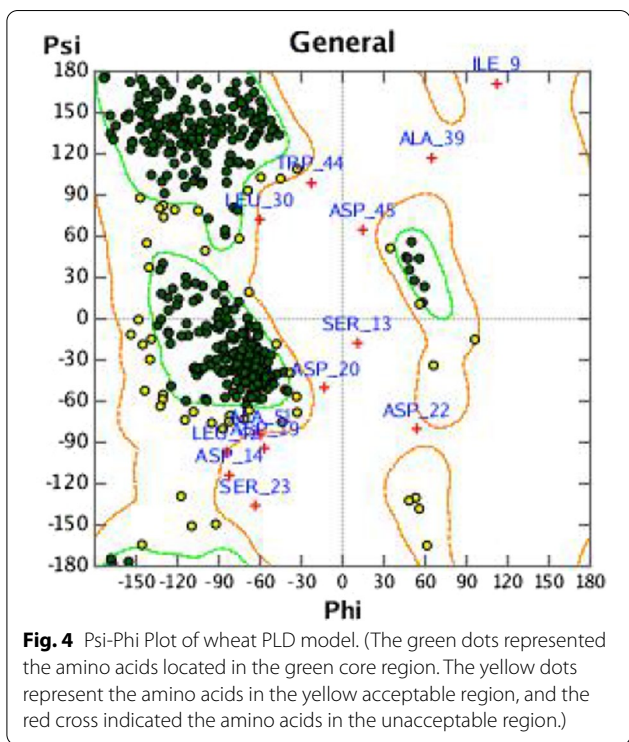 General
Psi
180
150
120
90
60
30
0
-30
-60
-90
-120
-150
-180
ILE_9
ALA_39
TRP_44
LEU_30
ASP_45
SER_13
ASP_20
ASP_22
ASP_14
SER_23
-150 -120 -90 -60 -30 0 30 60 90 120 150 180
Phi
Fig. 4 Psi-Phi Plot of wheat PLD model. (The green dots represented
the amino acids located in the green core region. The yellow dots
represent the amino acids in the yellow acceptable region, and the
red cross indicated the amino acids in the unacceptable region.)